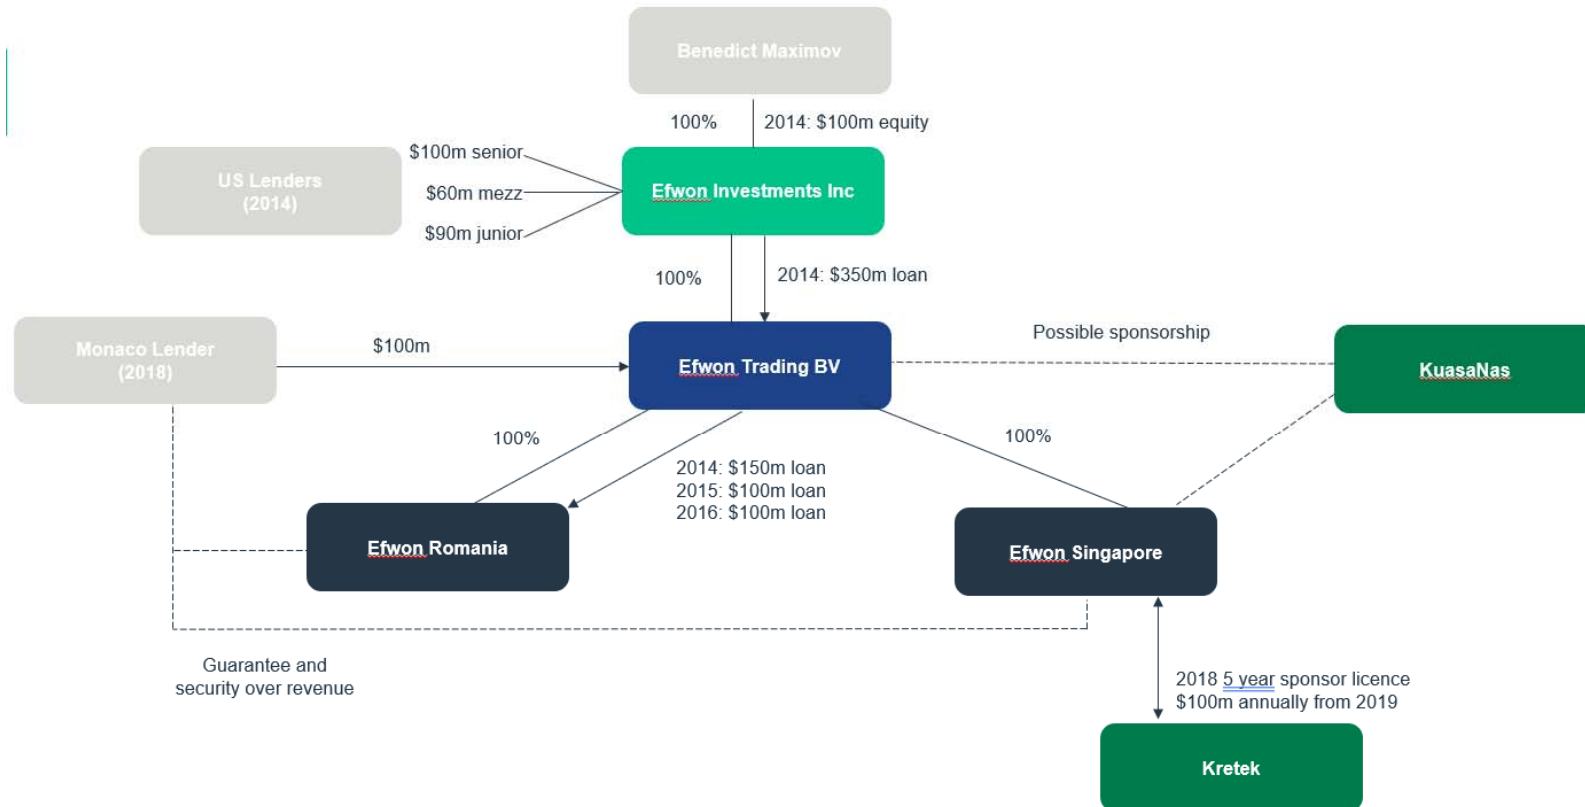 Benedict Maximov
100%
2014: $100m equity
$100m senior
US Lenders
(2014)
$60m mezz
Efwon Investments Inc
$90m junior
100%
2014: $350m loan
Monaco Lender
(2018)
$100m
Efwon Trading BV
Possible sponsorship
KuasaNas
100%
2014: $150m loan
2015: $100m loan
2016: $100m loan
100%
Efwon Romania
Efwon Singapore
Guarantee and
security over revenue
2018 5 year sponsor licence
$100m annually from 2019
Kretek